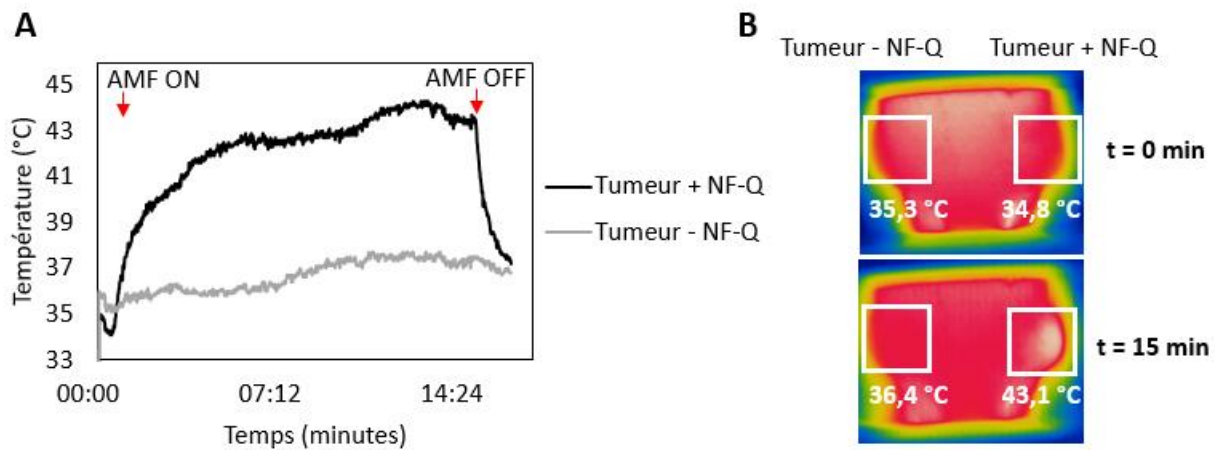 A
AMF ON
AMF OFF
45
43
41
39
37
35
33
Température (°C)
00:00
07:12
14:24
Temps (minutes)
Tumeur + NF-Q
Tumeur - NF-Q
B
Tumeur - NF-Q
Tumeur + NF-Q
35,3 °C
34,8 °C
t = 0 min
36,4 °C
43,1 °C
t = 15 min